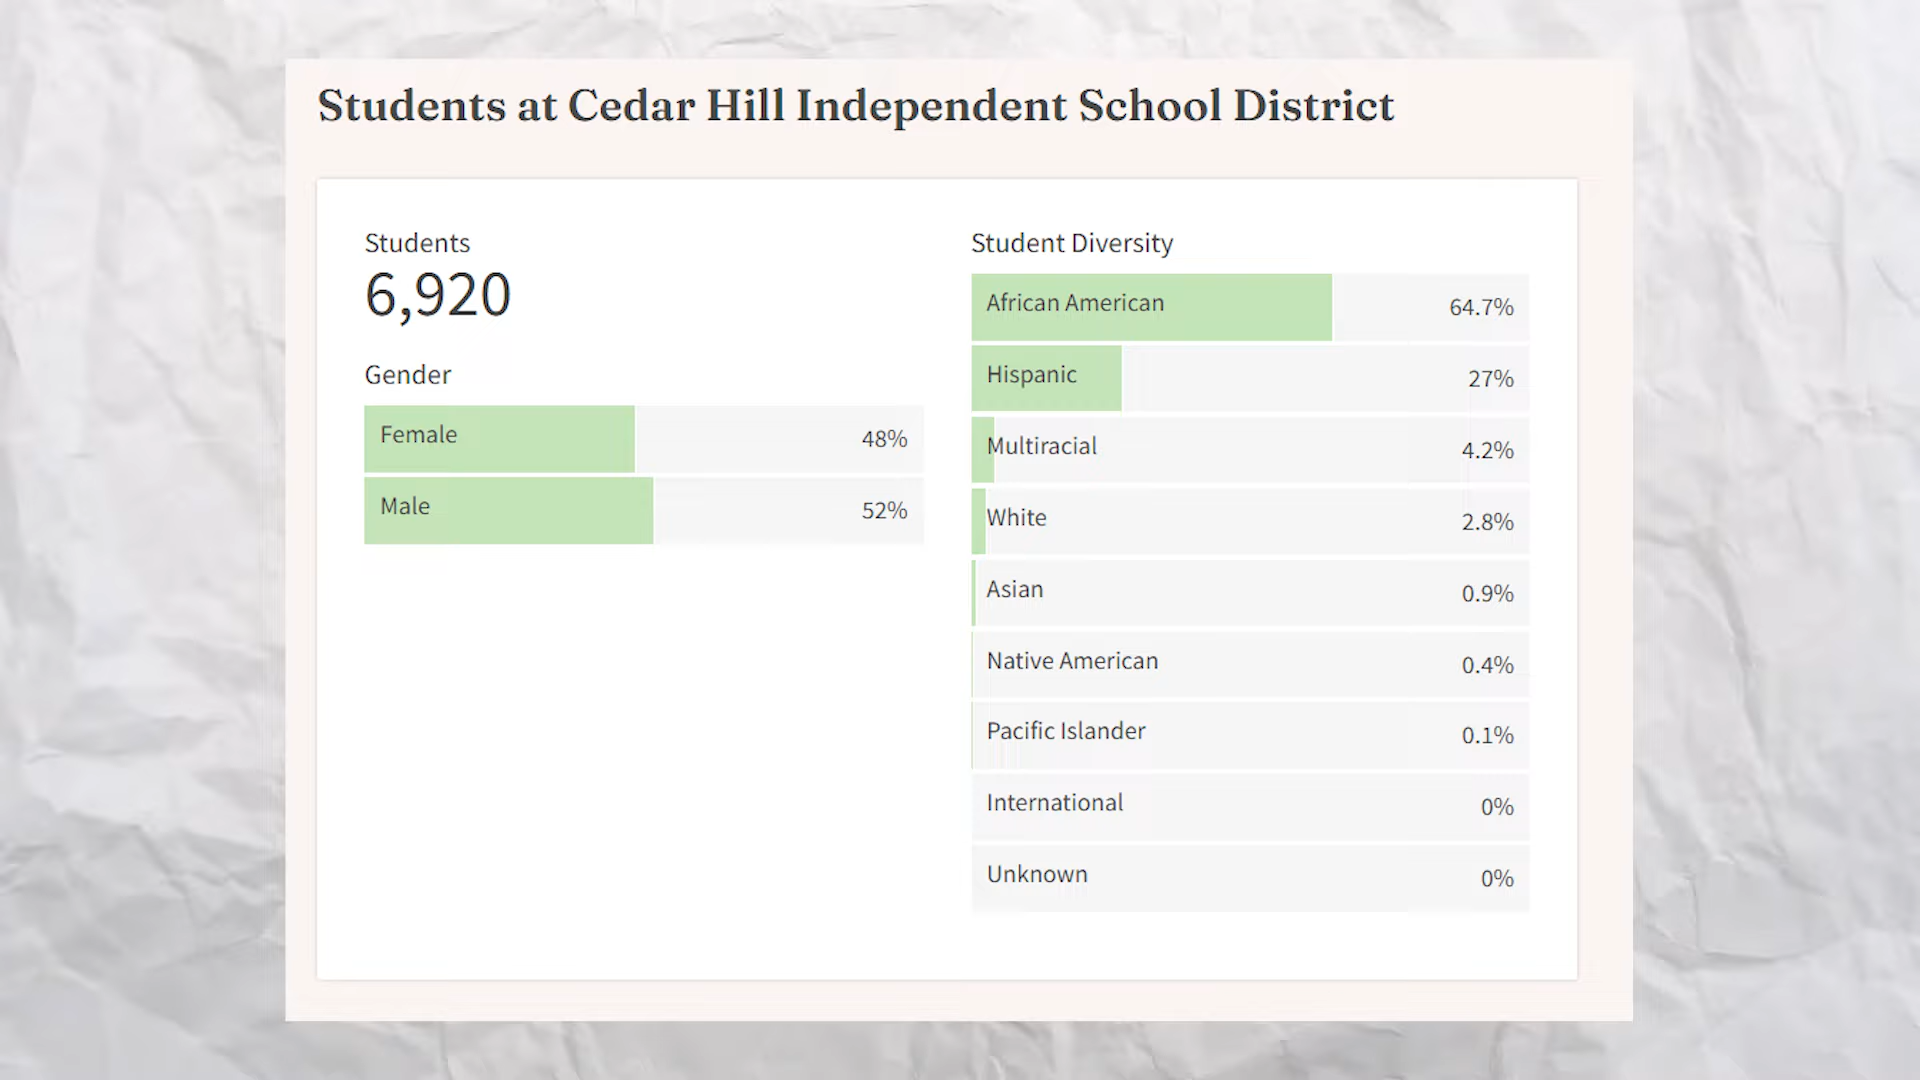 Students at Cedar Hill Independent School District
Students
6,920
Gender
Female 48%
Male 52%
Student Diversity
African American 64.7%
Hispanic 27%
Multiracial 4.2%
White 2.8%
Asian 0.9%
Native American 0.4%
Pacific Islander 0.1%
International 0%
Unknown 0%